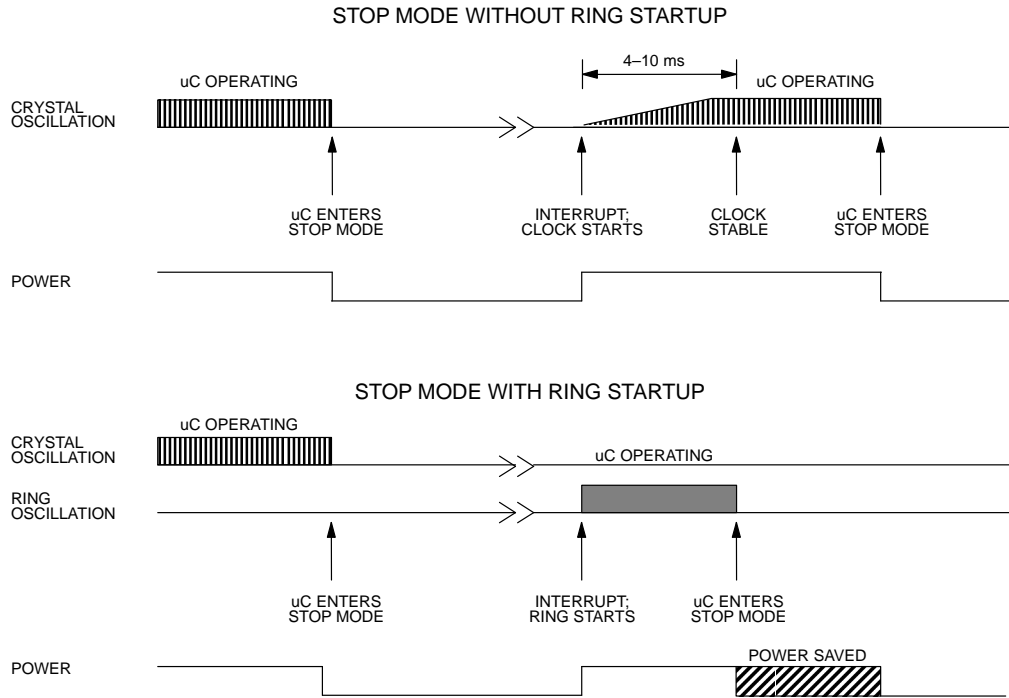 STOP MODE WITHOUT RING STARTUP
4–10 ms
uC OPERATING
uC OPERATING
CRYSTAL
OSCILLATION
uC ENTERS
STOP MODE
INTERRUPT;
CLOCK STARTS
CLOCK
STABLE
uC ENTERS
STOP MODE
POWER
STOP MODE WITH RING STARTUP
uC OPERATING
CRYSTAL
OSCILLATION
uC OPERATING
RING
OSCILLATION
uC ENTERS
STOP MODE
INTERRUPT;
RING STARTS
uC ENTERS
STOP MODE
POWER SAVED
POWER